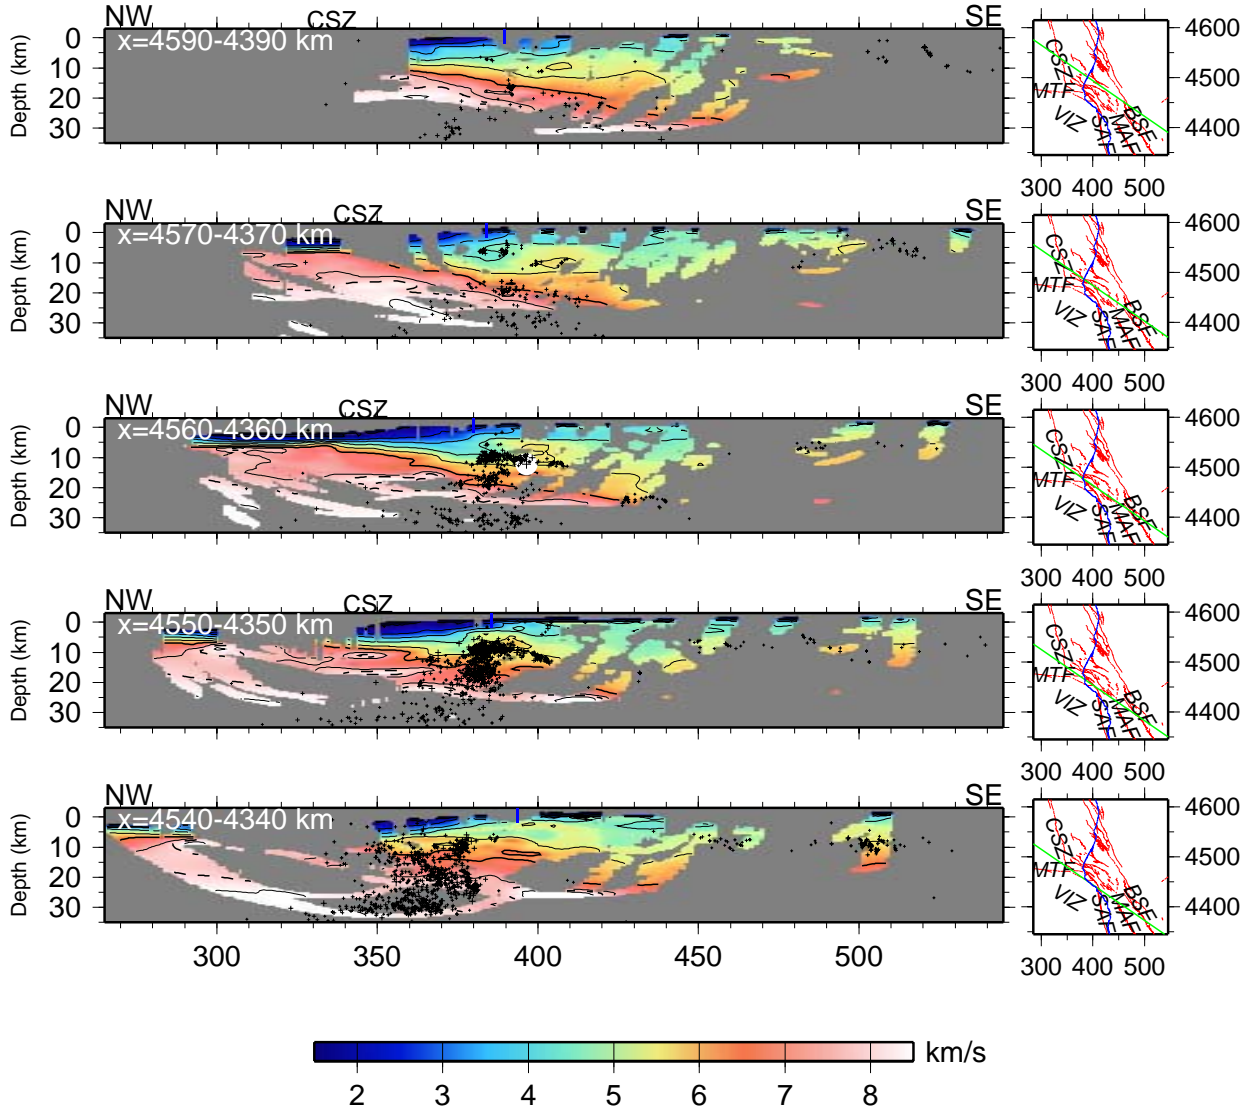 NW CSZ SE
x=4590-4390 km
Depth (km)
0
10
20
30
CSZ
MTF
VIZ
SAF
MAF
BSF
4600
4500
4400
300 400 500
NW CSZ SE
x=4570-4370 km
Depth (km)
0
10
20
30
CSZ
MTF
VIZ
SAF
MAF
BSF
4600
4500
4400
300 400 500
NW CSZ SE
x=4560-4360 km
Depth (km)
0
10
20
30
CSZ
MTF
VIZ
SAF
MAF
BSF
4600
4500
4400
300 400 500
NW CSZ SE
x=4550-4350 km
Depth (km)
0
10
20
30
CSZ
MTF
VIZ
SAF
MAF
BSF
4600
4500
4400
300 400 500
NW SE
x=4540-4340 km
Depth (km)
0
10
20
30
CSZ
MTF
VIZ
SAF
MAF
BSF
4600
4500
4400
300 400 500
300 350 400 450 500
km/s
2 3 4 5 6 7 8